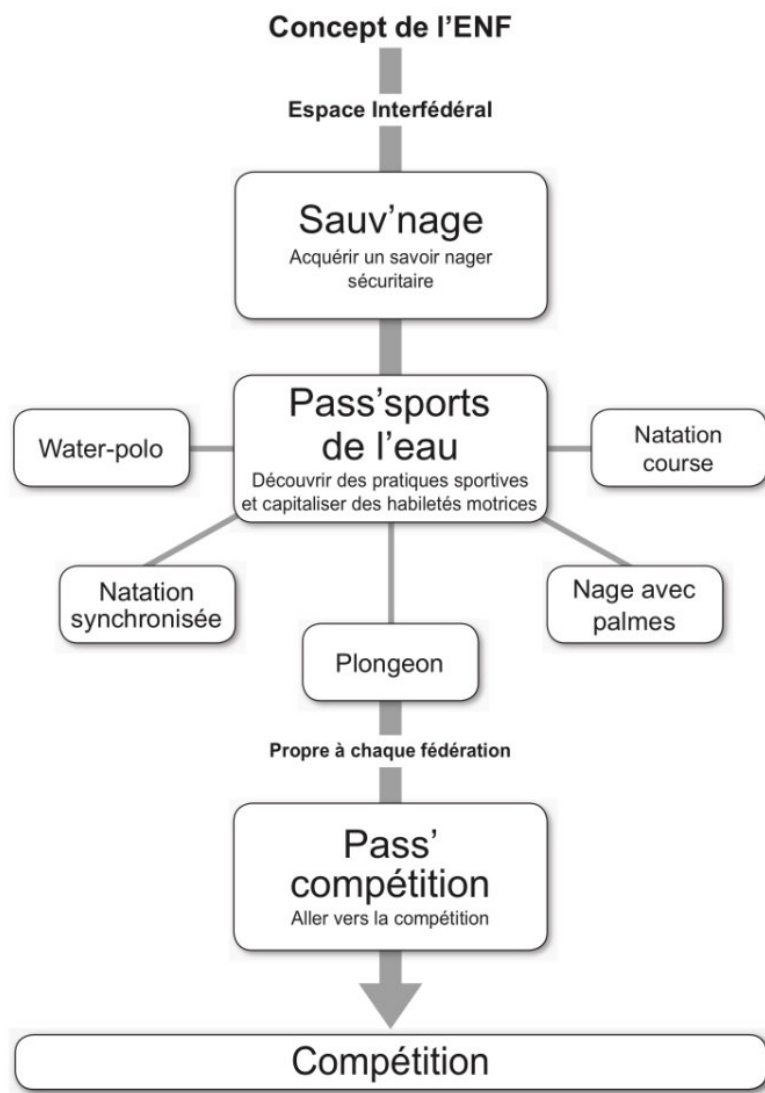 Concept de l'ENF
Espace Interfédéral
Sauv'nage
Acquérir un savoir nager
sécuritaire
Pass'sports
de l'eau
Découvrir des pratiques sportives
et capitaliser des habiletés motrices
Water-polo
Natation
course
Natation
synchronisée
Nage avec
palmes
Plongeon
Propre à chaque fédération
Pass'
compétition
Aller vers la compétition
Compétition